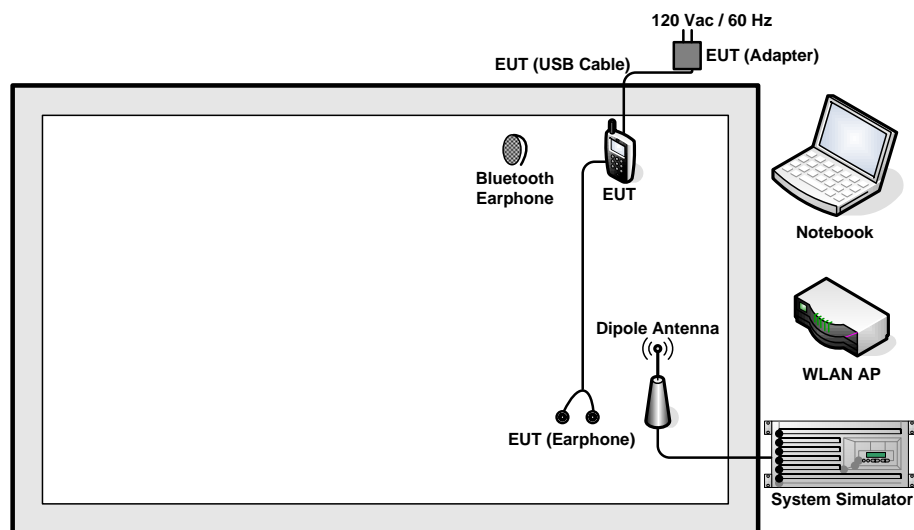 120 Vac / 60 Hz
EUT (Adapter)
EUT (USB Cable)
Bluetooth
Earphone
EUT
Notebook
Dipole Antenna
WLAN AP
EUT (Earphone)
System Simulator